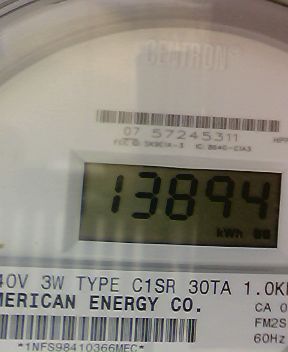 CENTRON®
07 57245311
13894
kWh
40V 3W TYPE C1SR 30TA 1.0K
MERICAN ENERGY CO.
CA 0
FM2S
60Hz
*1NFS98410366MEC*